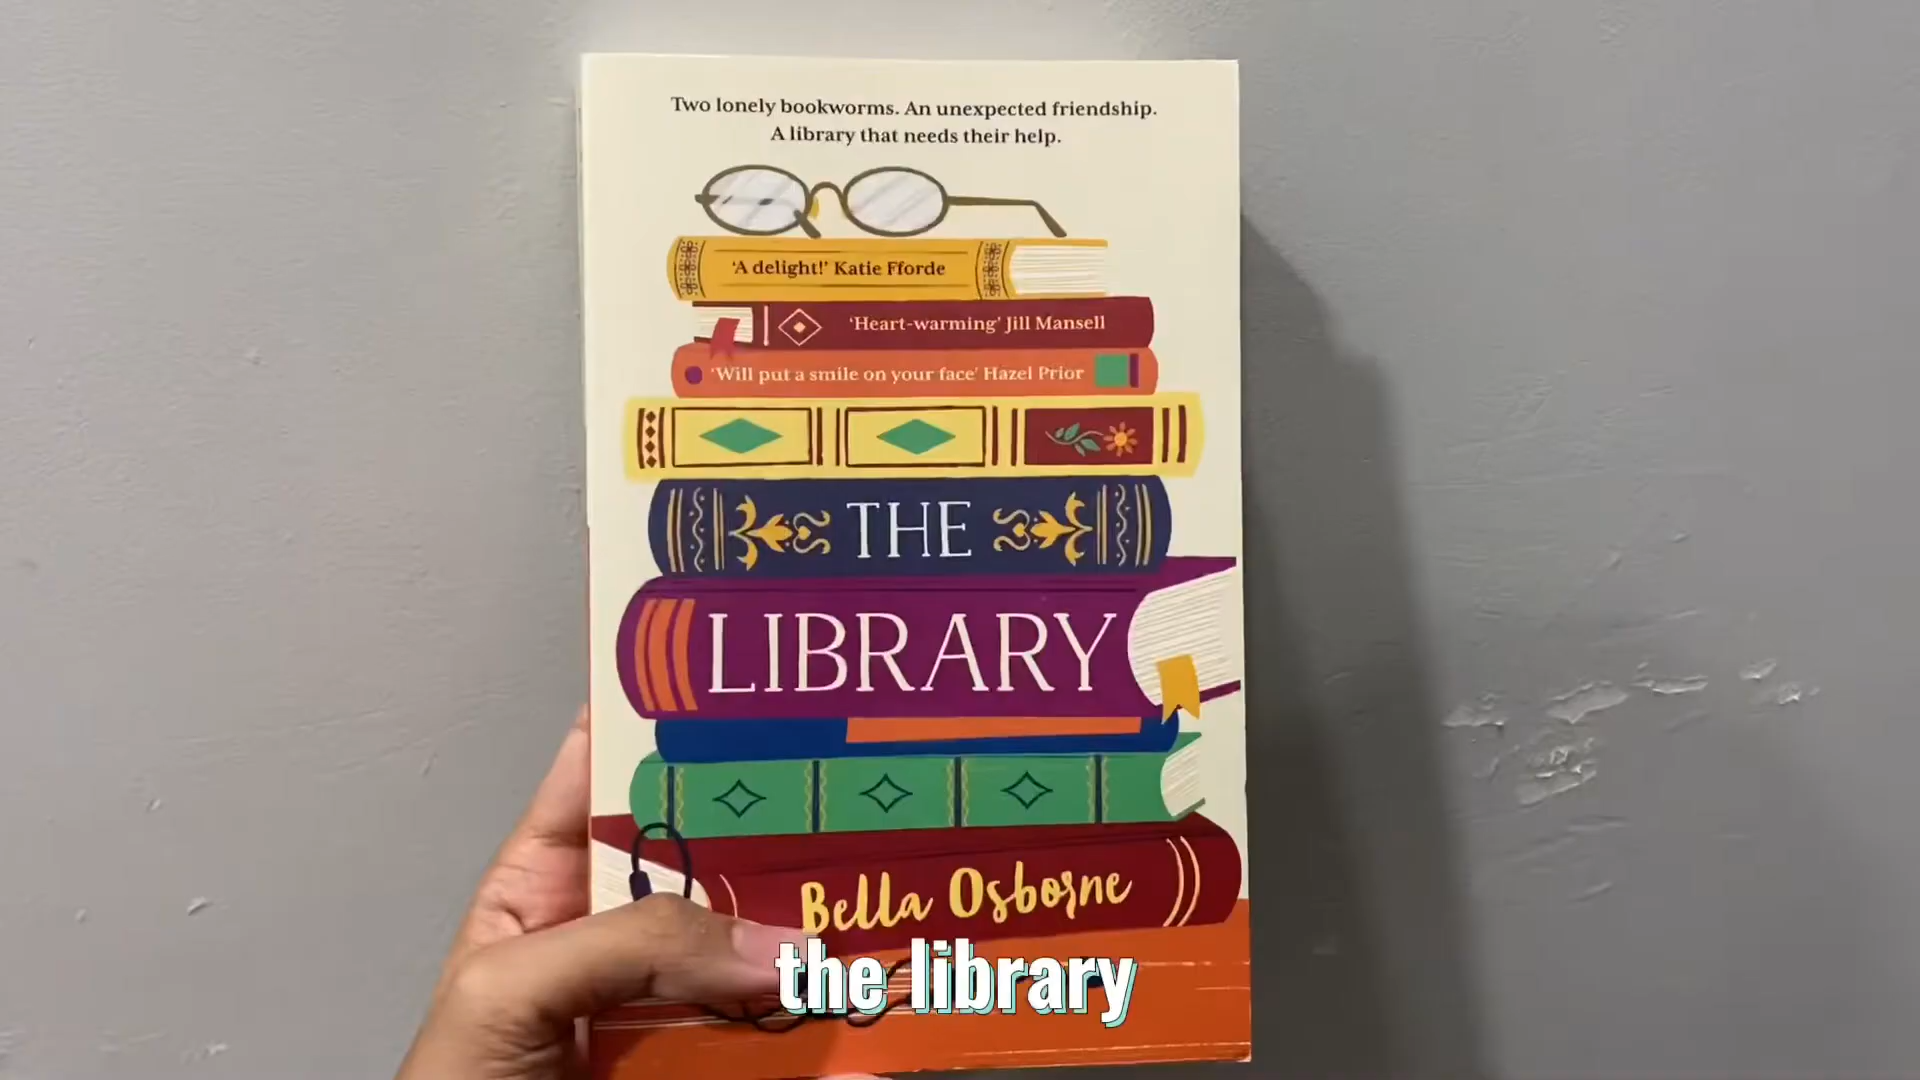 Two lonely bookworms. An unexpected friendship.
A library that needs their help.
‘A delight!’ Katie Fforde
‘Heart-warming’ Jill Mansell
‘Will put a smile on your face’ Hazel Prior
THE
LIBRARY
Bella Osborne
the library